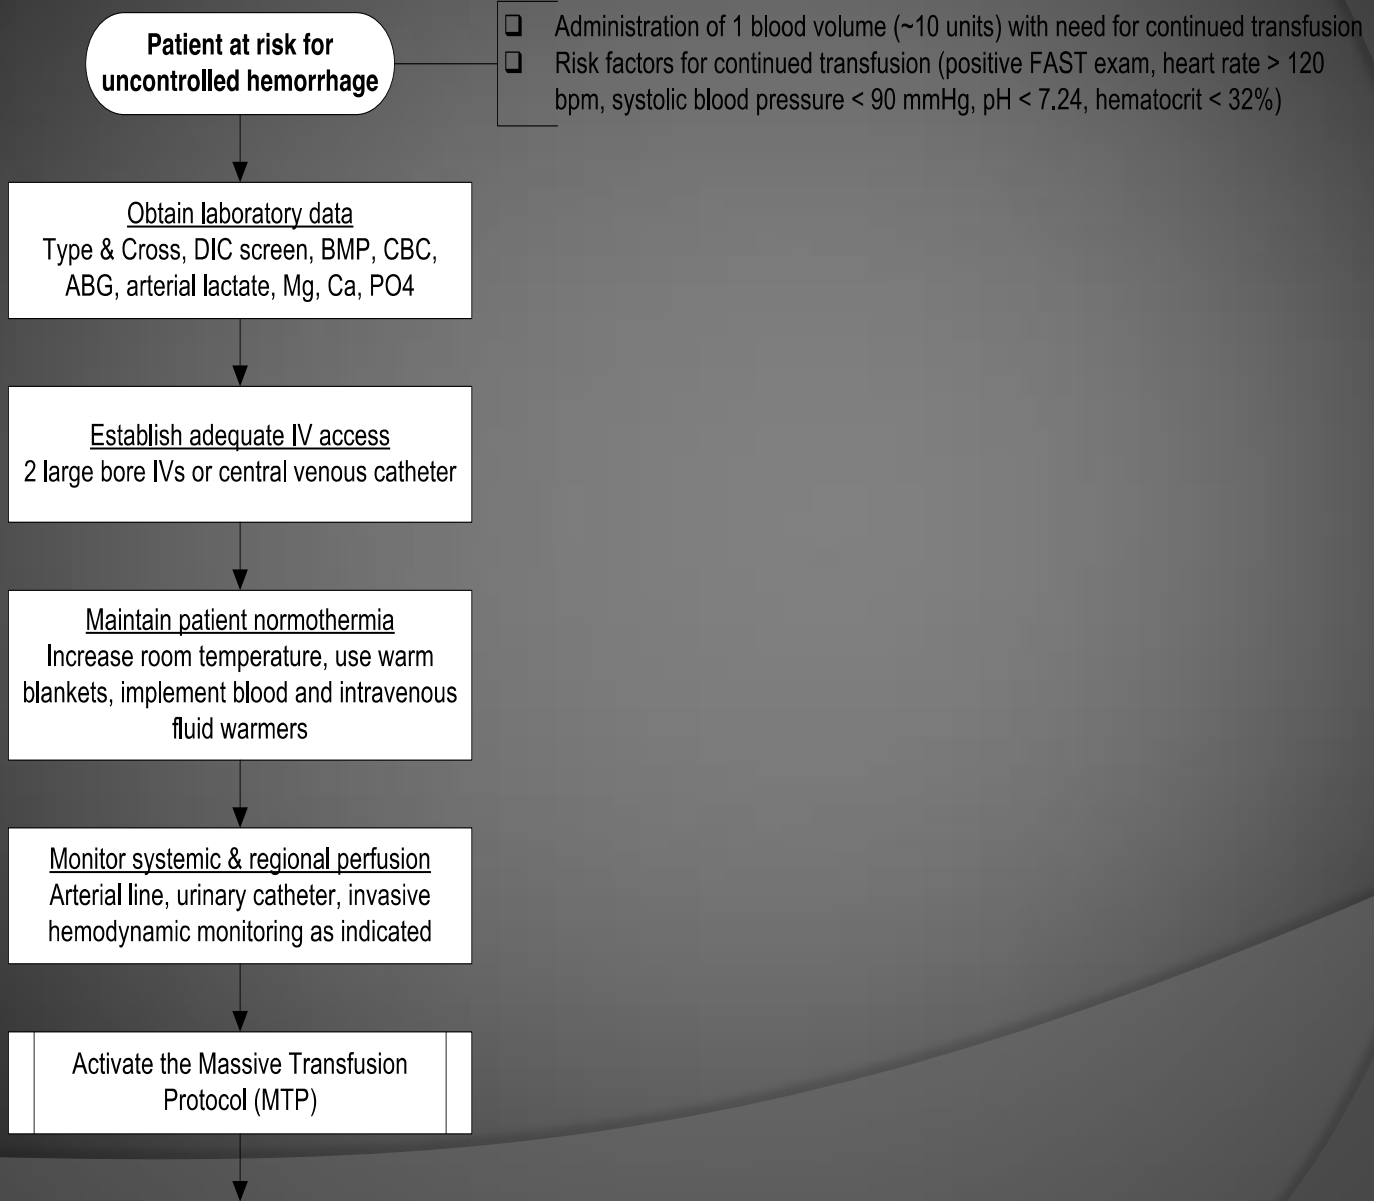 Patient at risk for
uncontrolled hemorrhage
❑ Administration of 1 blood volume (~10 units) with need for continued transfusion
❑ Risk factors for continued transfusion (positive FAST exam, heart rate > 120
bpm, systolic blood pressure < 90 mmHg, pH < 7.24, hematocrit < 32%)
Obtain laboratory data
Type & Cross, DIC screen, BMP, CBC,
ABG, arterial lactate, Mg, Ca, PO4
Establish adequate IV access
2 large bore IVs or central venous catheter
Maintain patient normothermia
Increase room temperature, use warm
blankets, implement blood and intravenous
fluid warmers
Monitor systemic & regional perfusion
Arterial line, urinary catheter, invasive
hemodynamic monitoring as indicated
Activate the Massive Transfusion
Protocol (MTP)